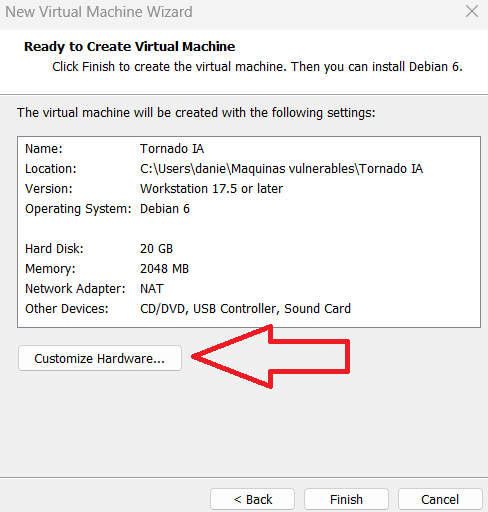 New Virtual Machine Wizard
Ready to Create Virtual Machine
Click Finish to create the virtual machine. Then you can install Debian 6.
The virtual machine will be created with the following settings:
Name: Tornado IA
Location: C:\Users\danie\Maquinas vulnerables\Tornado IA
Version: Workstation 17.5 or later
Operating System: Debian 6
Hard Disk: 20 GB
Memory: 2048 MB
Network Adapter: NAT
Other Devices: CD/DVD, USB Controller, Sound Card
Customize Hardware...
< Back Finish Cancel